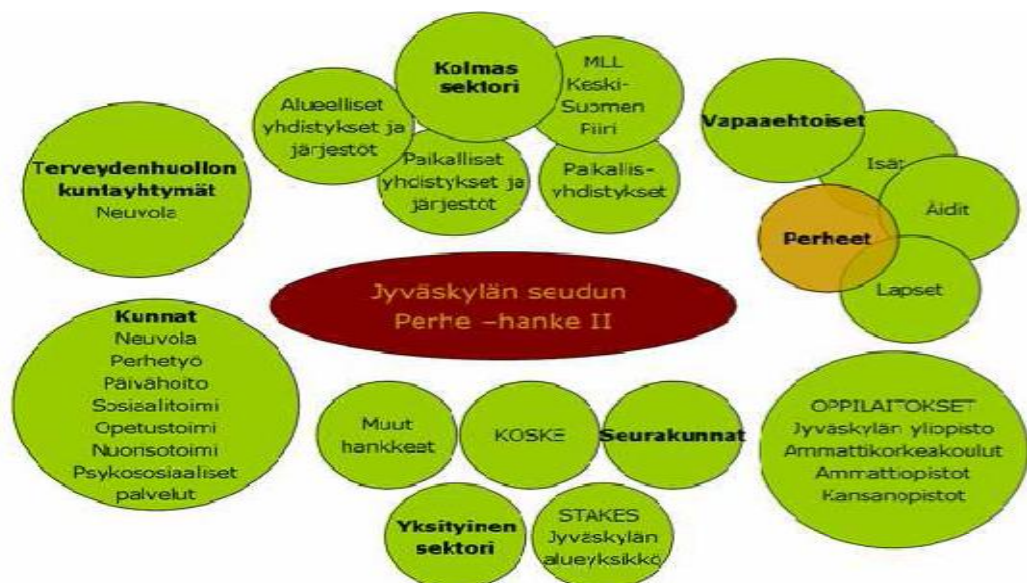 Kolmas
sektori
MLL
Keski-
Suomen
Piiri
Alueelliset
yhdistykset ja
järjestöt
Paikalliset
yhdistykset ja
järjestöt
Paikallis-
yhdistykset
Vapaaehtoiset
Isät
Äidit
Perheet
Lapset
Terveydenhuollon
kuntayhtymät
Neuvola
Jyväskylän seudun
Perhe –hanke II
Kunnat
Neuvola
Perhetyö
Päivähoito
Sosiaalitoimi
Opetustoimi
Nuorisotoimi
Psykososiaaliset
palvelut
Muut
hankkeet
KOSKE
Seurakunnat
Yksityinen
sektori
STAKES
Jyväskylän
alueyksikkö
OPPILAITOKSET
Jyväskylän yliopisto
Ammattikorkeakoulut
Ammattiopistot
Kansanopistot